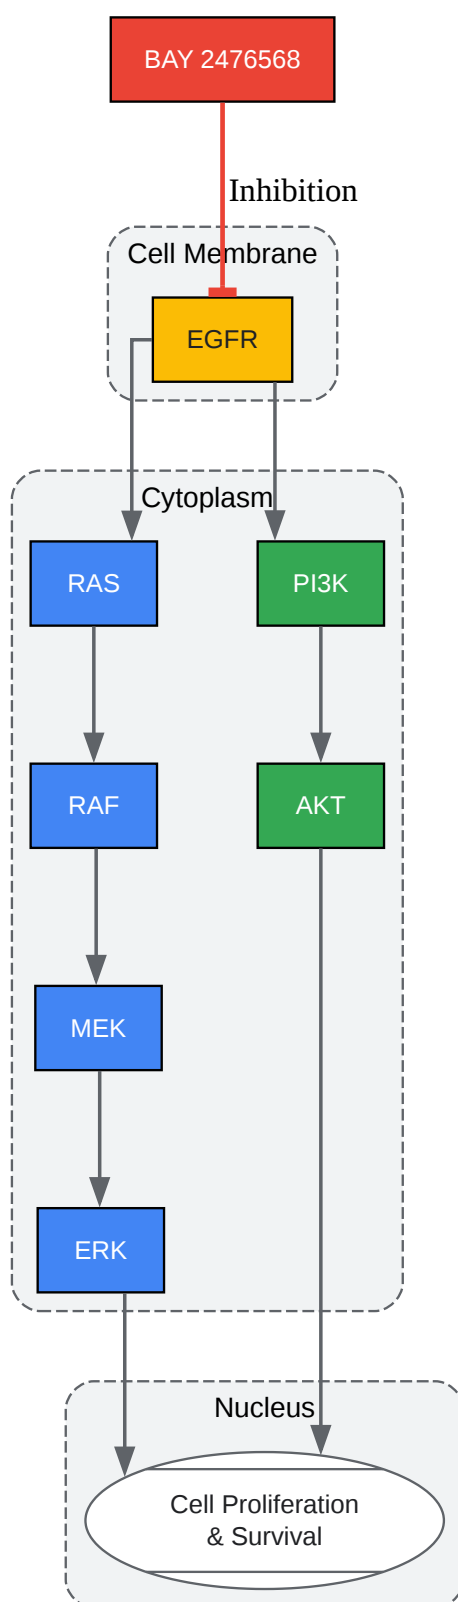 BAY 2476568
Inhibition
Cell Membrane
EGFR
Cytoplasm
RAS
PI3K
RAF
AKT
MEK
ERK
Nucleus
Cell Proliferation
& Survival